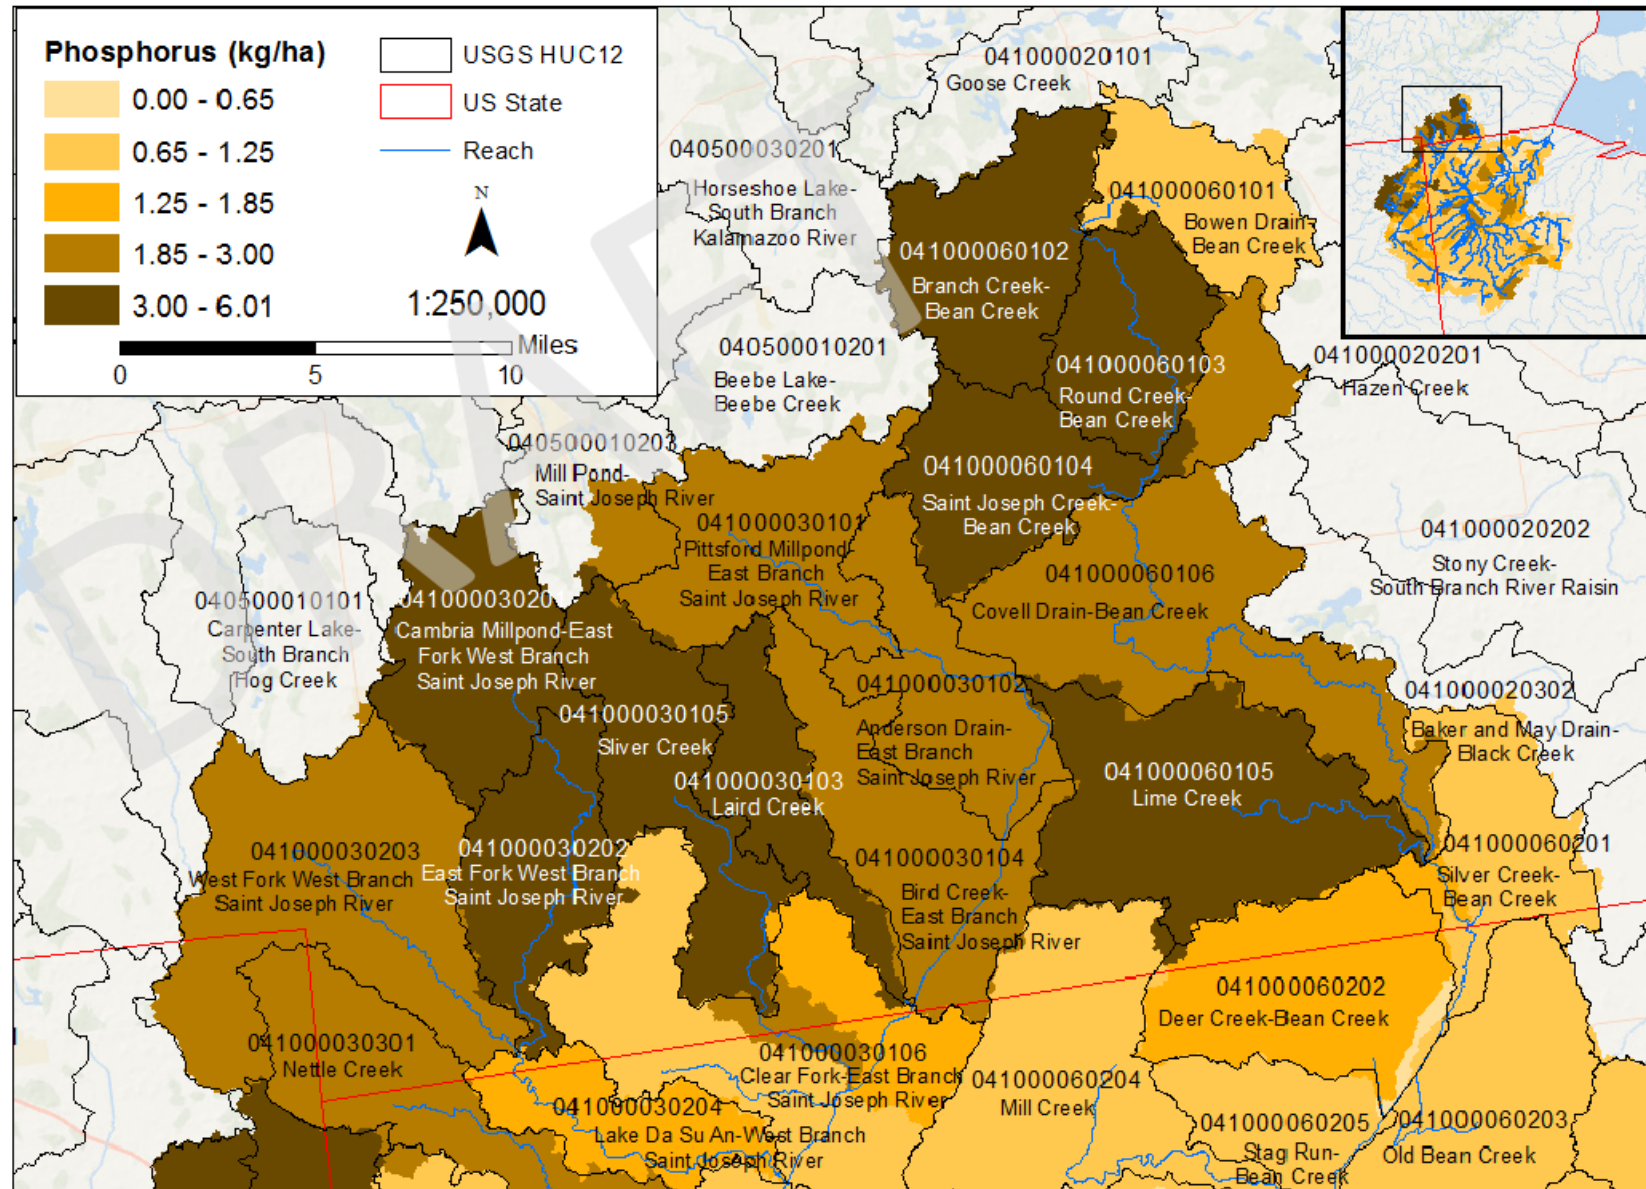 Phosphorus (kg/ha)
0.00 - 0.65
0.65 - 1.25
1.25 - 1.85
1.85 - 3.00
3.00 - 6.01
USGS HUC12
US State
Reach
N
1:250,000
Miles
0 5 10
DRAFT
041000020101
Goose Creek
040500030201
Horseshoe Lake-
South Branch
Kalamazoo River
041000060101
Bowen Drain-
Bean Creek
041000060102
Branch Creek-
Bean Creek
040500010201
Beebe Lake-
Beebe Creek
041000060103
Round Creek-
Bean Creek
041000020201
Hazen Creek
040500010203
Mill Pond-
Saint Joseph River
041000060104
Saint Joseph Creek-
Bean Creek
041000030101
Pittsford Millpond-
East Branch
Saint Joseph River
041000020202
Stony Creek-
South Branch River Raisin
041000060106
Covell Drain-Bean Creek
040500010101
Carpenter Lake-
South Branch
Hog Creek
041000030201
Cambria Millpond-East
Fork West Branch
Saint Joseph River
041000030102
Anderson Drain-
East Branch
Saint Joseph River
041000020302
Baker and May Drain-
Black Creek
041000030105
Sliver Creek
041000030103
Laird Creek
041000060105
Lime Creek
041000030203
West Fork West Branch
Saint Joseph River
041000030202
East Fork West Branch
Saint Joseph River
041000030104
Bird Creek-
East Branch
Saint Joseph River
041000060201
Silver Creek-
Bean Creek
041000060202
Deer Creek-Bean Creek
041000030301
Nettle Creek
041000030106
Clear Fork-East Branch
Saint Joseph River
041000060204
Mill Creek
041000030204
Lake Da Su An-West Branch
Saint Joseph River
041000060205
Stag Run-
Bean Creek
041000060203
Old Bean Creek